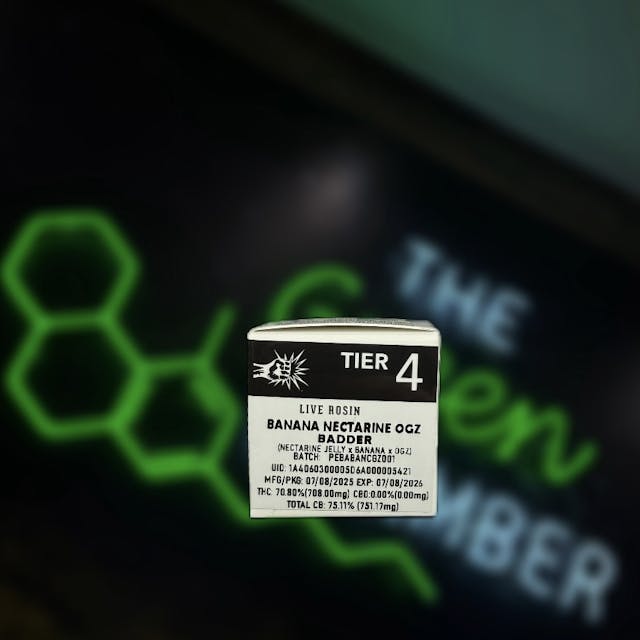 THE
Green
MBER
TIER 4
LIVE ROSIN
BANANA NECTARINE OGZ
BADDER
(NECTARINE JELLY x BANANA x OGZ)
BATCH: PEBABANCGZ001
UID: 1A4060300005D6A000005421
MFG/PKG: 07/08/2025 EXP: 07/08/2026
THC: 70.80%(708.00mg) CBD:0.00%(0.00mg)
TOTAL CB: 75.11% (751.17mg)